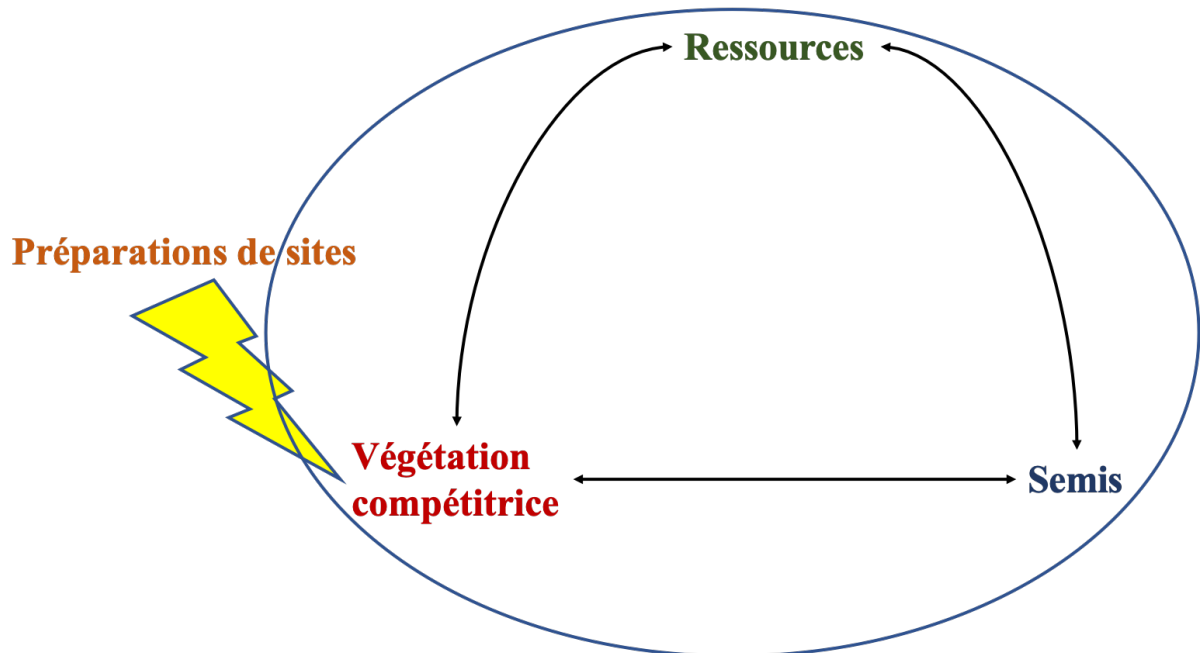 Ressources
Préparations de sites
Végétation
compétitrice
Semis